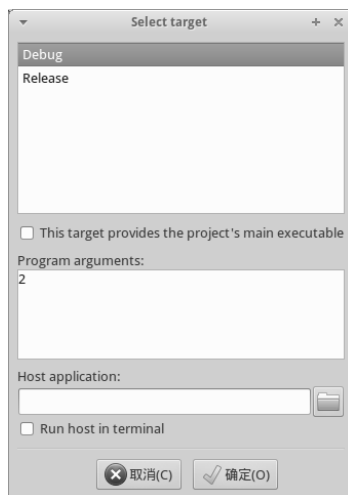 Select target
Debug
Release
This target provides the project's main executable
Program arguments:
2
Host application:
Run host in terminal
取消(C) 确定(O)